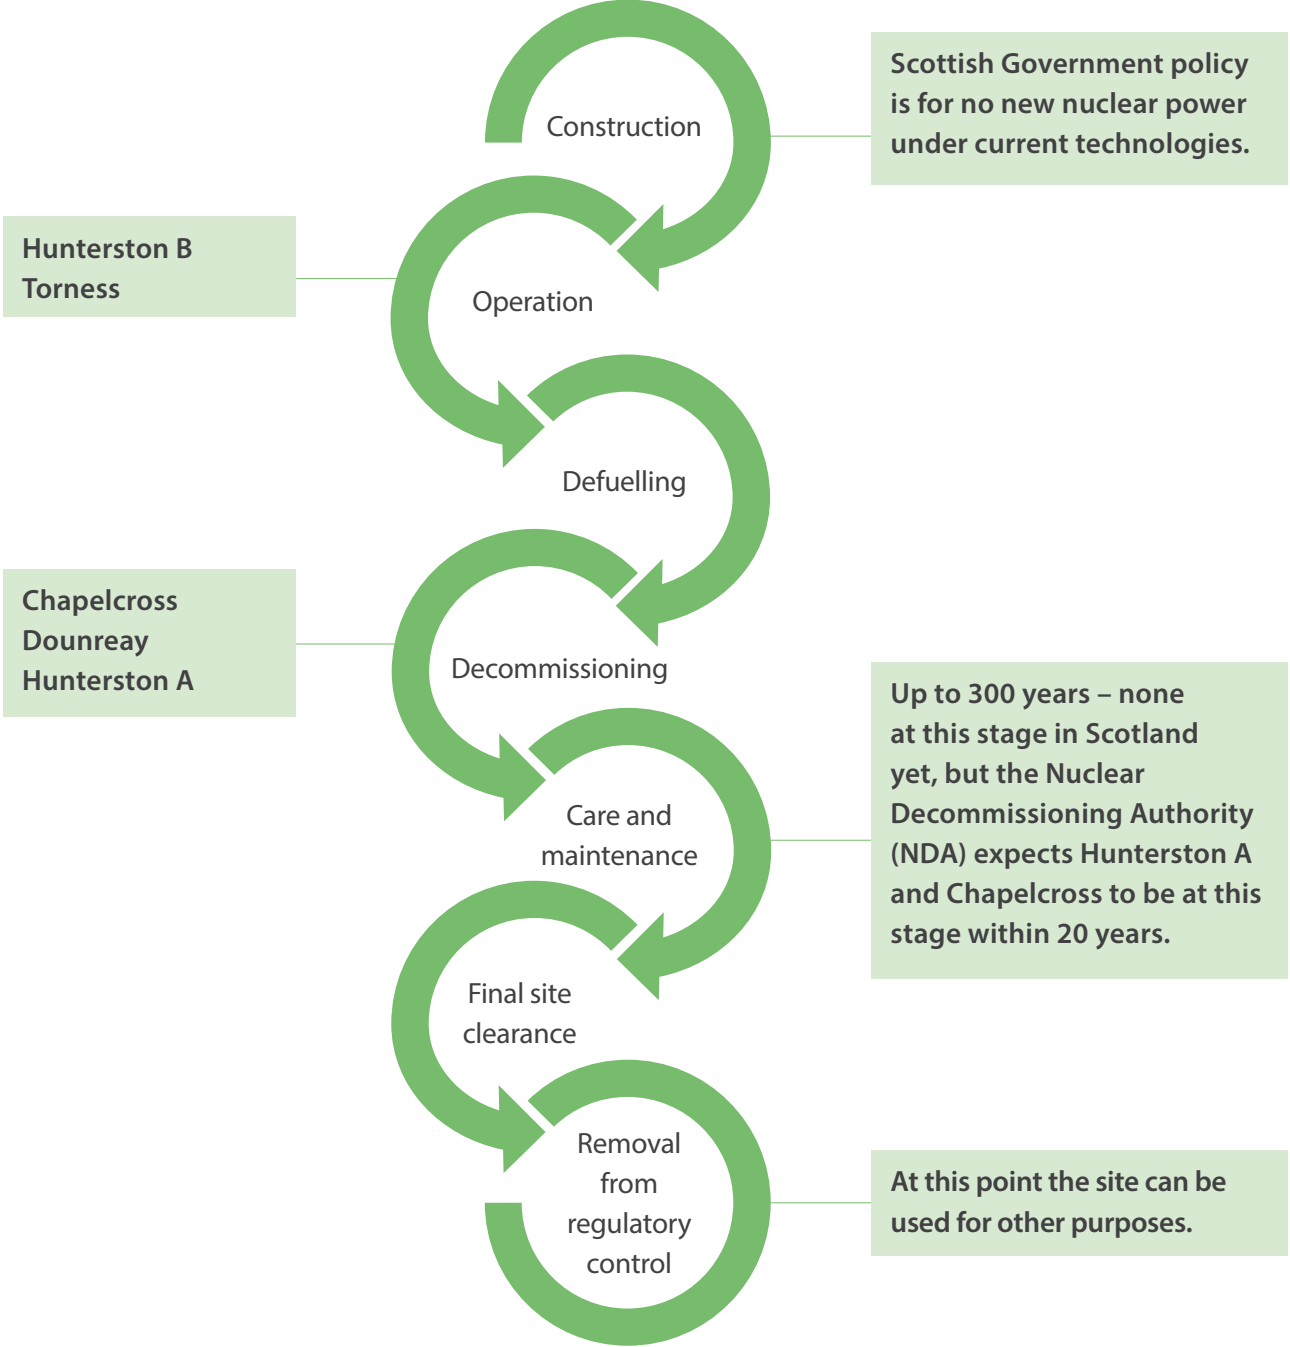 Construction
Scottish Government policy
is for no new nuclear power
under current technologies.
Hunterston B
Torness
Operation
Defuelling
Chapelcross
Dounreay
Hunterston A
Decommissioning
Care and
maintenance
Up to 300 years – none
at this stage in Scotland
yet, but the Nuclear
Decommissioning Authority
(NDA) expects Hunterston A
and Chapelcross to be at this
stage within 20 years.
Final site
clearance
Removal
from
regulatory
control
At this point the site can be
used for other purposes.